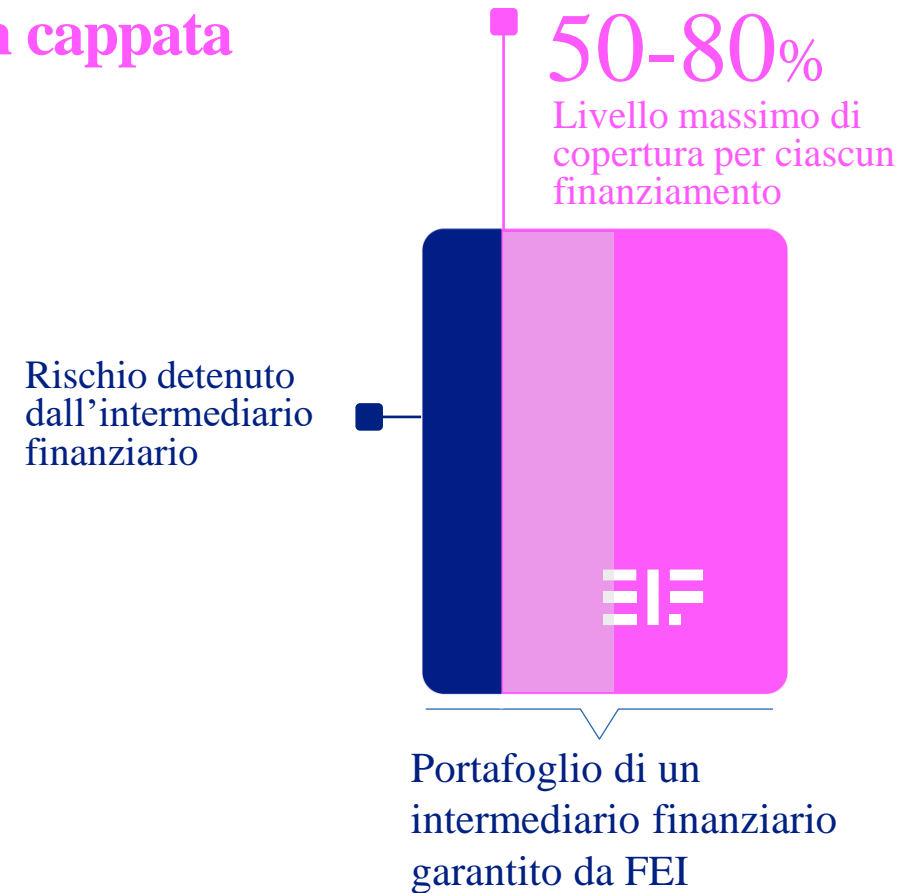 cappata
50-80%
Livello massimo di
copertura per ciascun
finanziamento
Rischio detenuto
dall'intermediario
finanziario
EIF
Portafoglio di un
intermediario finanziario
garantito da FEI